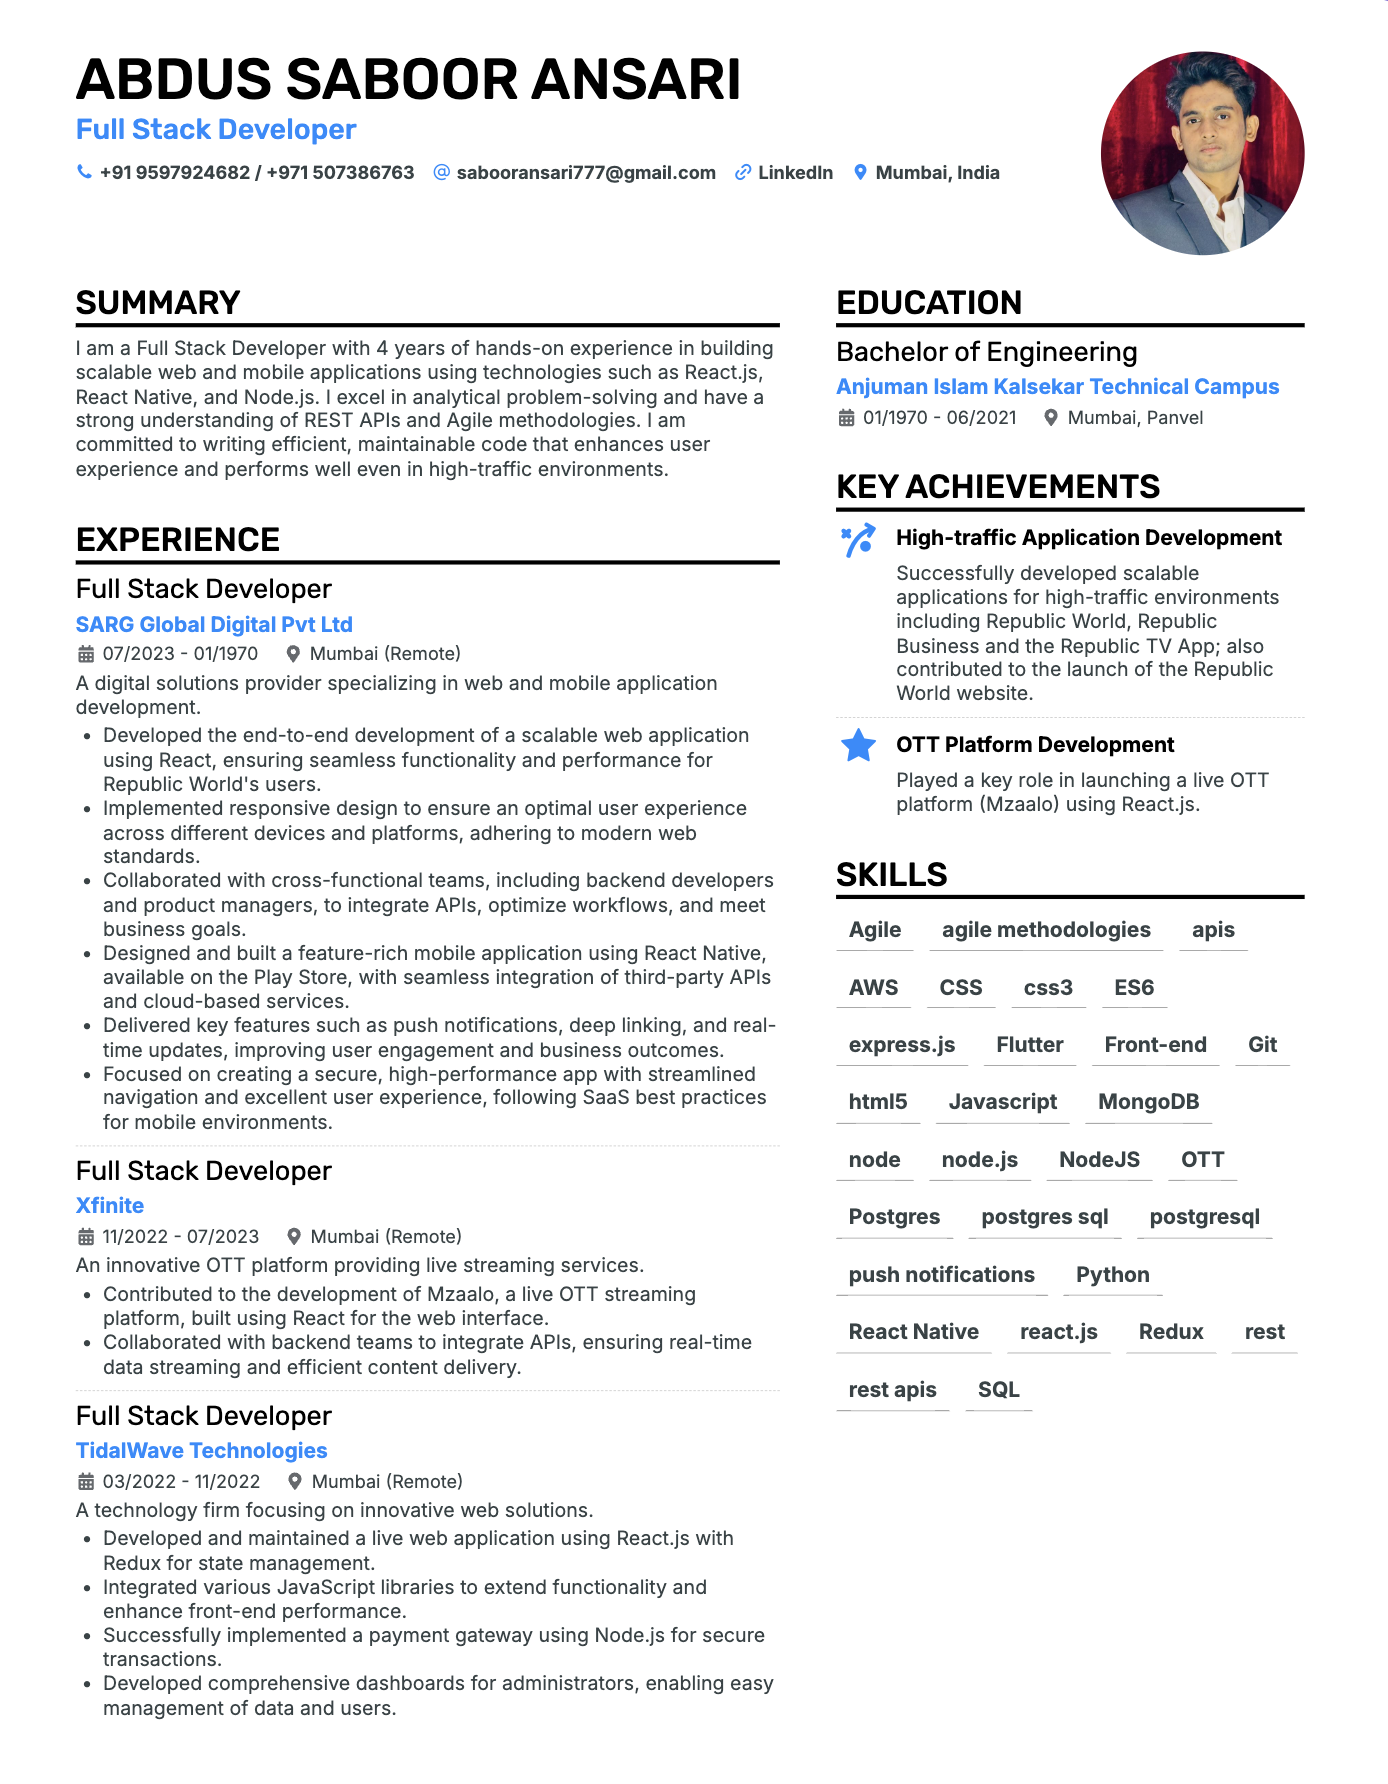 ABDUS SABOOR ANSARI
Full Stack Developer
+91 9597924682 / +971 507386763 @ sabooransari777@gmail.com LinkedIn Mumbai, India
SUMMARY
I am a Full Stack Developer with 4 years of hands-on experience in building
scalable web and mobile applications using technologies such as React.js,
React Native, and Node.js. I excel in analytical problem-solving and have a
strong understanding of REST APIs and Agile methodologies. I am
committed to writing efficient, maintainable code that enhances user
experience and performs well even in high-traffic environments.
EXPERIENCE
Full Stack Developer
SARG Global Digital Pvt Ltd
07/2023 - 01/1970 Mumbai (Remote)
A digital solutions provider specializing in web and mobile application
development.
• Developed the end-to-end development of a scalable web application
using React, ensuring seamless functionality and performance for
Republic World's users.
• Implemented responsive design to ensure an optimal user experience
across different devices and platforms, adhering to modern web
standards.
• Collaborated with cross-functional teams, including backend developers
and product managers, to integrate APIs, optimize workflows, and meet
business goals.
• Designed and built a feature-rich mobile application using React Native,
available on the Play Store, with seamless integration of third-party APIs
and cloud-based services.
• Delivered key features such as push notifications, deep linking, and real-
time updates, improving user engagement and business outcomes.
• Focused on creating a secure, high-performance app with streamlined
navigation and excellent user experience, following SaaS best practices
for mobile environments.
Full Stack Developer
Xfinite
11/2022 - 07/2023 Mumbai (Remote)
An innovative OTT platform providing live streaming services.
• Contributed to the development of Mzaalo, a live OTT streaming
platform, built using React for the web interface.
• Collaborated with backend teams to integrate APIs, ensuring real-time
data streaming and efficient content delivery.
Full Stack Developer
TidalWave Technologies
03/2022 - 11/2022 Mumbai (Remote)
A technology firm focusing on innovative web solutions.
• Developed and maintained a live web application using React.js with
Redux for state management.
• Integrated various JavaScript libraries to extend functionality and
enhance front-end performance.
• Successfully implemented a payment gateway using Node.js for secure
transactions.
• Developed comprehensive dashboards for administrators, enabling easy
management of data and users.
EDUCATION
Bachelor of Engineering
Anjuman Islam Kalsekar Technical Campus
01/1970 - 06/2021 Mumbai, Panvel
KEY ACHIEVEMENTS
High-traffic Application Development
Successfully developed scalable
applications for high-traffic environments
including Republic World, Republic
Business and the Republic TV App; also
contributed to the launch of the Republic
World website.
OTT Platform Development
Played a key role in launching a live OTT
platform (Mzaalo) using React.js.
SKILLS
Agile agile methodologies apis
AWS CSS css3 ES6
express.js Flutter Front-end Git
html5 Javascript MongoDB
node node.js NodeJS OTT
Postgres postgres sql postgresql
push notifications Python
React Native react.js Redux rest
rest apis SQL